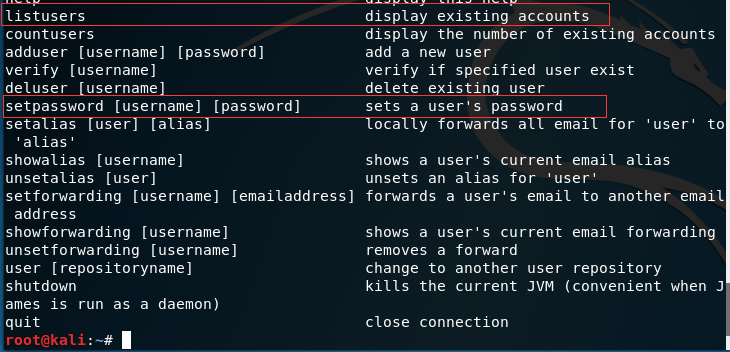 help display this help
listusers display existing accounts
countusers display the number of existing accounts
adduser [username] [password] add a new user
verify [username] verify if specified user exist
deluser [username] delete existing user
setpassword [username] [password] sets a user's password
setalias [user] [alias] locally forwards all email for 'user' to
'alias'
showalias [username] shows a user's current email alias
unsetalias [user] unsets an alias for 'user'
setforwarding [username] [emailaddress] forwards a user's email to another email
address
showforwarding [username] shows a user's current email forwarding
unsetforwarding [username] removes a forward
user [repositoryname] change to another user repository
shutdown kills the current JVM (convenient when J
ames is run as a daemon)
quit close connection
root@kali:~#